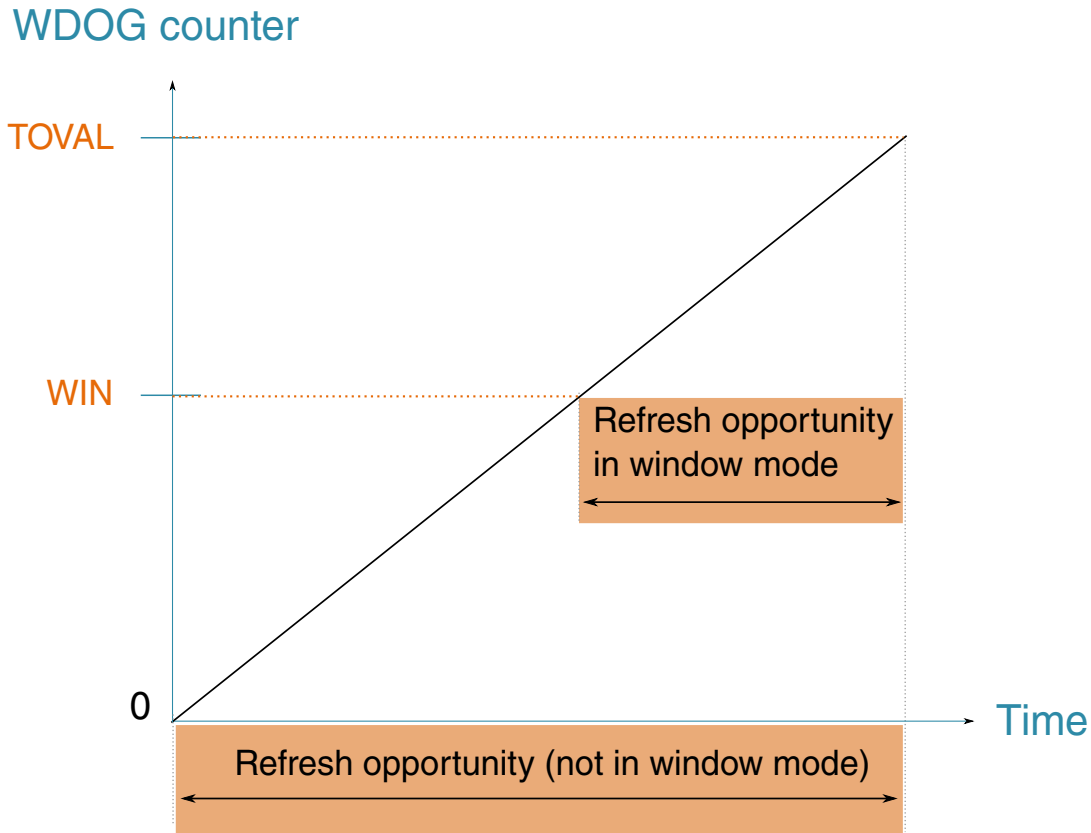 WDOG counter
TOVAL
WIN
Refresh opportunity
in window mode
0
Time
Refresh opportunity (not in window mode)